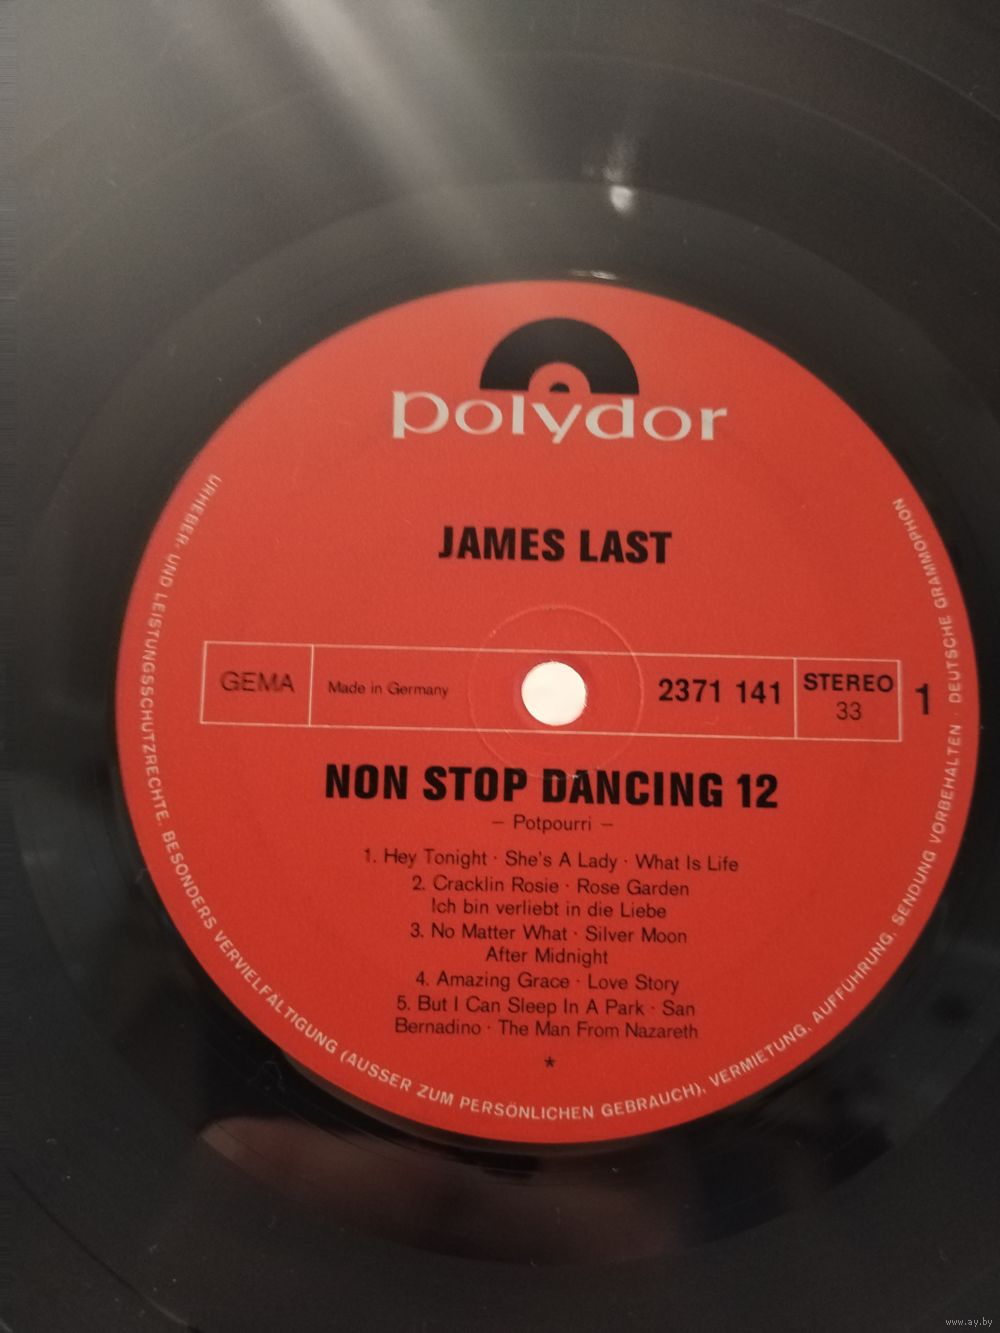 polydor
JAMES LAST
GEMA
Made in Germany
2371 141
STEREO
33
1
NON STOP DANCING 12
– Potpourri –
1. Hey Tonight · She's A Lady · What Is Life
2. Cracklin Rosie · Rose Garden
Ich bin verliebt in die Liebe
3. No Matter What · Silver Moon
After Midnight
4. Amazing Grace · Love Story
5. But I Can Sleep In A Park · San
Bernadino · The Man From Nazareth
*
URHEBER- UND LEISTUNGSSCHUTZRECHTE, BESONDERS VERVIELFÄLTIGUNG (AUSSER ZUM PERSÖNLICHEN GEBRAUCH), VERMIETUNG, AUFFÜHRUNG, SENDUNG VORBEHALTEN · DEUTSCHE GRAMMOPHON
www.ay.by